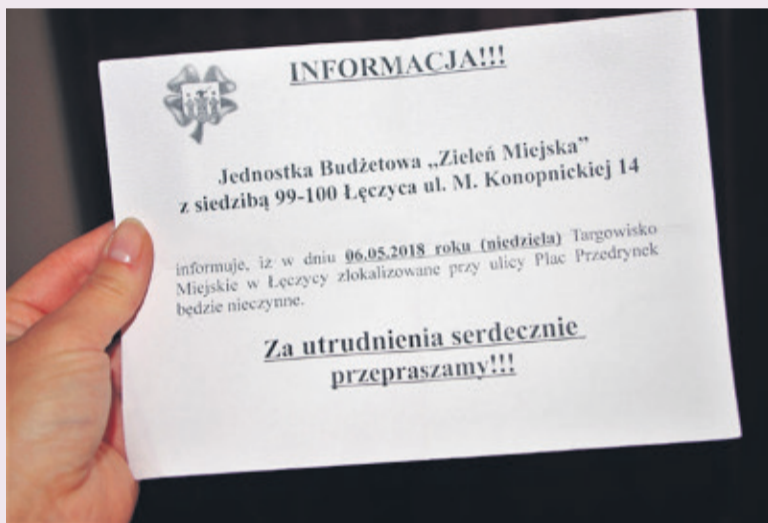 INFORMACJA!!!
Jednostka Budżetowa „Zieleń Miejska”
z siedzibą 99-100 Łęczyca ul. M. Konopnickiej 14
informuje, iż w dniu 06.05.2018 roku (niedziela) Targowisko
Miejskie w Łęczycy zlokalizowane przy ulicy Plac Przedrynek
będzie nieczynne.
Za utrudnienia serdecznie
przepraszamy!!!